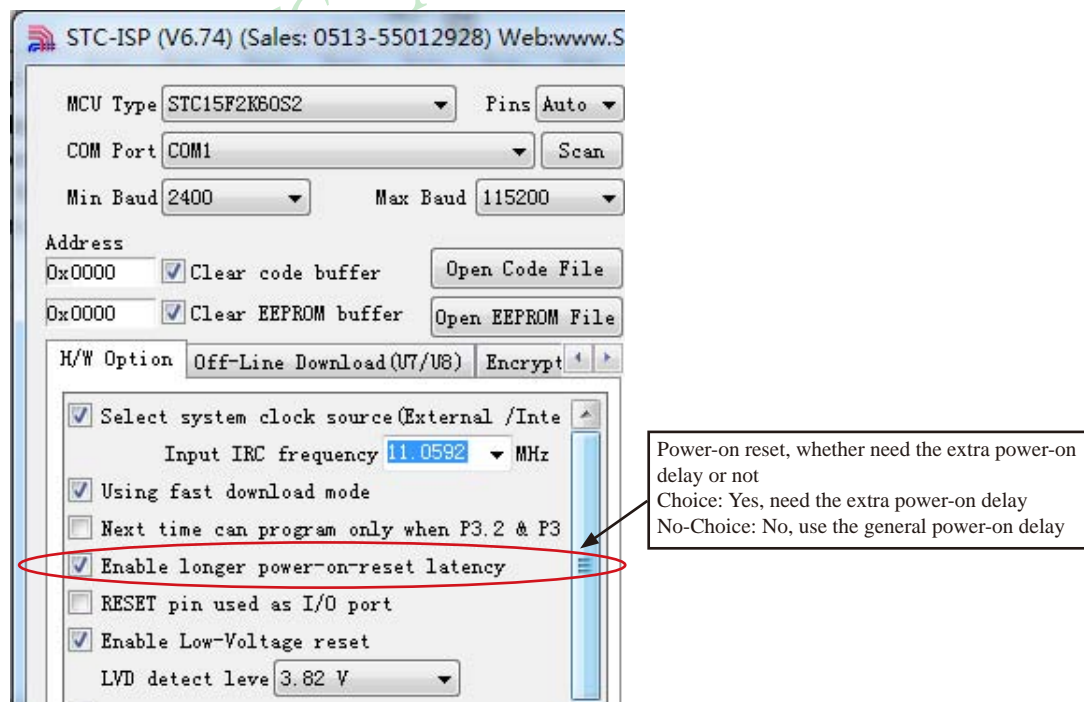 STC-ISP (V6.74) (Sales: 0513-55012928) Web:www.S
MCU Type STC15F2K60S2 Pins Auto
COM Port COM1 Scan
Min Baud 2400 Max Baud 115200
Address
0x0000 Clear code buffer Open Code File
0x0000 Clear EEPROM buffer Open EEPROM File
H/W Option Off-Line Download(U7/U8) Encrypt
Select system clock source(External /Inte
Input IRC frequency 11.0592 MHz
Using fast download mode
Next time can program only when P3.2 & P3
Enable longer power-on-reset latency
RESET pin used as I/O port
Enable Low-Voltage reset
LVD detect leve 3.82 V
Power-on reset, whether need the extra power-on
delay or not
Choice: Yes, need the extra power-on delay
No-Choice: No, use the general power-on delay